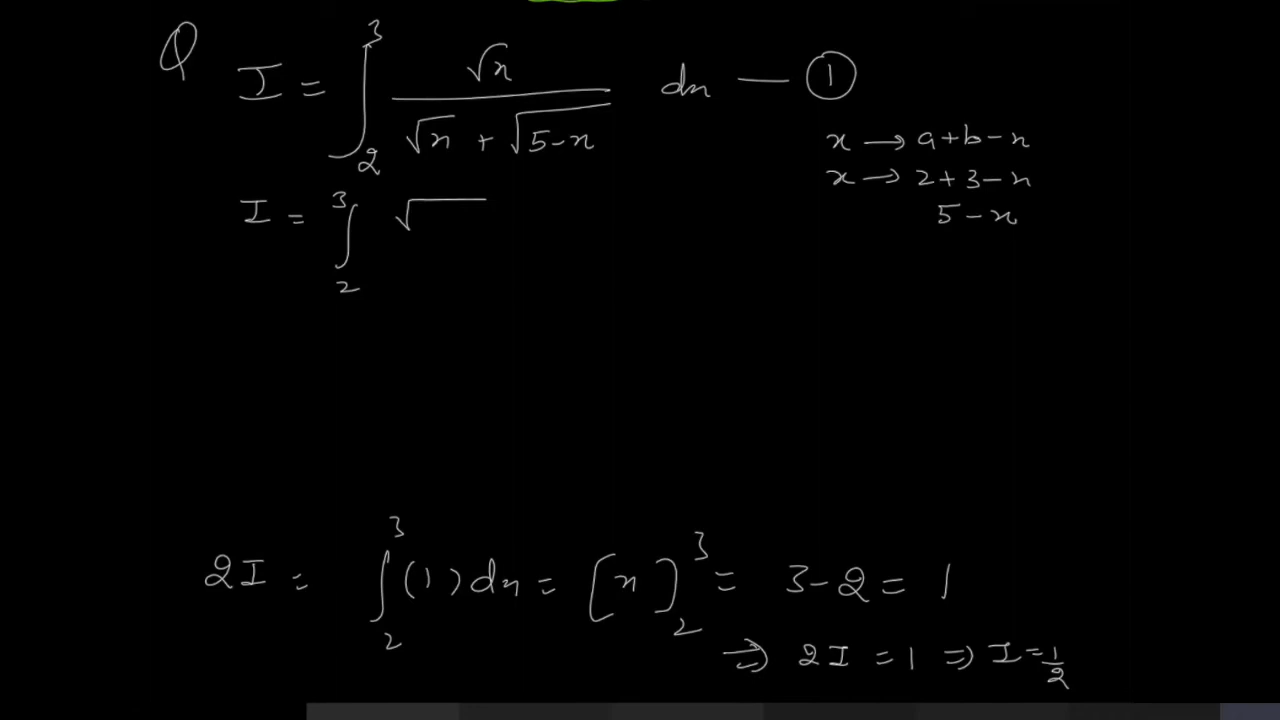 Q I = ∫₂³ √x / (√x + √(5-x)) dx — ①
x → a+b-x
x → 2+3-x
5-x
I = ∫₂³ √
2I = ∫₂³ (1) dx = [x]₂³ = 3-2 = 1
⇒ 2I = 1 ⇒ I = 1/2